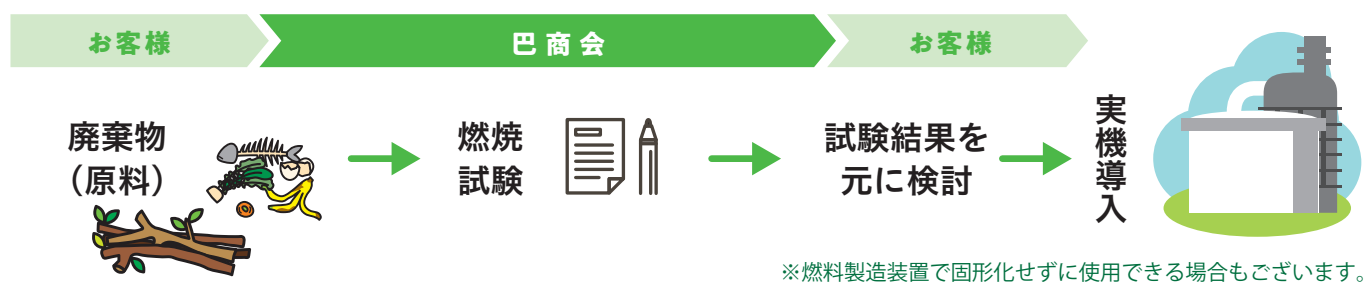 お客様
巴商会
お客様
廃棄物
（原料）
燃焼
試験
試験結果を
元に検討
実機導入
※燃料製造装置で固形化せずに使用できる場合もございます。